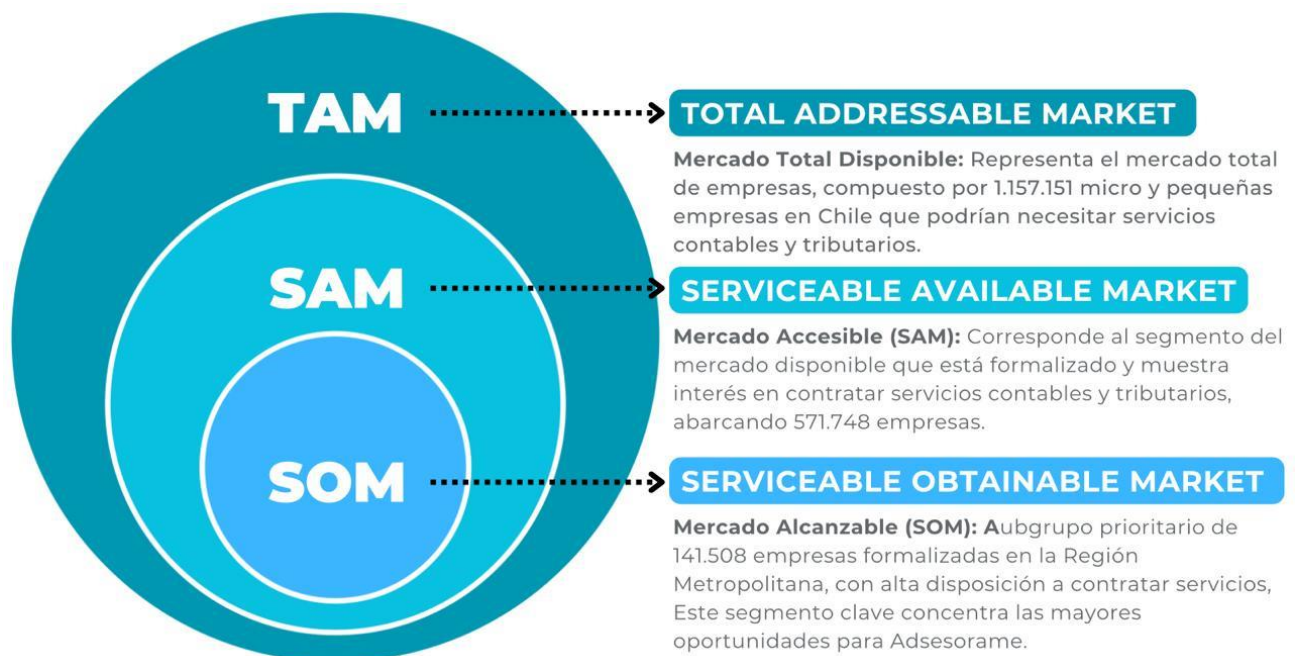 TAM
TOTAL ADDRESSABLE MARKET
Mercado Total Disponible: Representa el mercado total
de empresas, compuesto por 1.157.151 micro y pequeñas
empresas en Chile que podrían necesitar servicios
contables y tributarios.
SAM
SERVICEABLE AVAILABLE MARKET
Mercado Accesible (SAM): Corresponde al segmento del
mercado disponible que está formalizado y muestra
interés en contratar servicios contables y tributarios,
abarcando 571.748 empresas.
SOM
SERVICEABLE OBTAINABLE MARKET
Mercado Alcanzable (SOM): Aubgrupo prioritario de
141.508 empresas formalizadas en la Región
Metropolitana, con alta disposición a contratar servicios,
Este segmento clave concentra las mayores
oportunidades para Adsesorame.